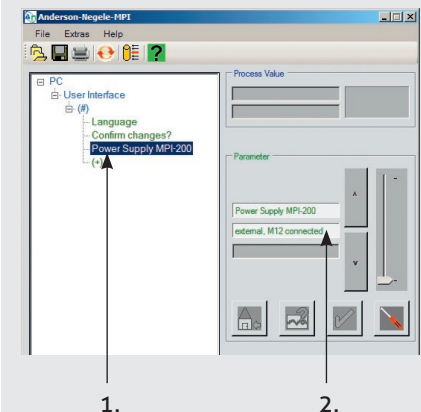 Anderson-Negele-MPI
File Extras Help
?
PC
User Interface
(#)
Language
Confirm changes?
Power Supply MPI-200
(+)
Process Value
Parameter
^
Power Supply MPI-200
external, M12 connected
v
1.
2.